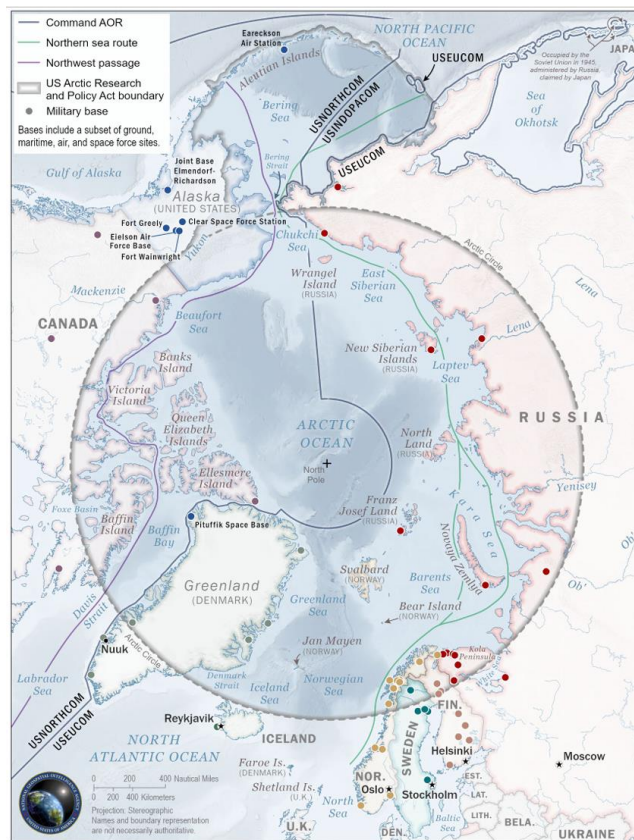 Command AOR
Northern sea route
Northwest passage
US Arctic Research
and Policy Act boundary
Military base
Bases include a subset of ground,
maritime, air, and space force sites.
Eareckson
Air Station
NORTH PACIFIC
OCEAN
USEUCOM
Occupied by the
Soviet Union in 1945,
administered by Russia,
claimed by Japan
JAPA
Aleutian Islands
Bering
Sea
USNORTHCOM
USINDOPACOM
Sea
of
Okhotsk
Gulf of Alaska
Joint Base
Elmendorf-
Richardson
Bering
Strait
USEUCOM
Alaska
(UNITED STATES)
Fort Greely
Clear Space Force Station
Eielson Air
Force Base
Fort Wainwright
Yukon
Chukchi
Sea
Arctic Circle
Wrangel
Island
(RUSSIA)
East
Siberian
Sea
Mackenzie
Beaufort
Sea
Lena
CANADA
Lena
Banks
Island
New Siberian
Islands
(RUSSIA)
Laptev
Sea
Victoria
Island
Queen
Elizabeth
Islands
ARCTIC
OCEAN
North
Pole
North
Land
(RUSSIA)
RUSSIA
Ellesmere
Island
Yenisey
Foxe Basin
Baffin
Island
Baffin
Bay
Pituffik Space Base
Franz
Josef Land
(RUSSIA)
Kara Sea
Novaya Zemlya
Ob'
Ob'
Greenland
(DENMARK)
Svalbard
(NORWAY)
Barents
Sea
Greenland
Sea
Bear Island
(NORWAY)
Davis
Strait
Jan Mayen
(NORWAY)
Nuuk
Arctic Circle
Kola
Peninsula
White Sea
Labrador
Sea
Denmark
Strait
Iceland
Sea
Norwegian
Sea
USNORTHCOM
USEUCOM
Reykjavik
ICELAND
FIN.
SWEDEN
NORTH
ATLANTIC OCEAN
Helsinki
Moscow
Faroe Is.
(DENMARK)
NOR.
Oslo
Stockholm
EST.
LAT.
LITH.
Shetland Is.
(U.K.)
North
Sea
Baltic
Sea
U.K.
DEN.
BELA.
UKRAINE
0 200 400 Nautical Miles
0 200 400 Kilometers
Projection, Stereographic
Names and boundary representation
are not necessarily authoritative.